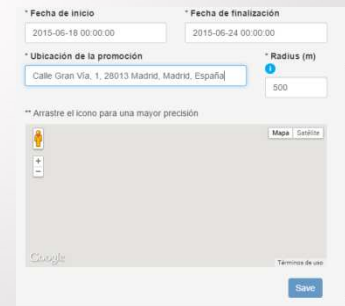 * Fecha de inicio
* Fecha de finalización
2015-06-18 00:00:00
2015-06-24 00:00:00
* Ubicación de la promoción
* Radius (m)
i
Calle Gran Vía, 1, 28013 Madrid, Madrid, España
500
** Arrastre el icono para una mayor precisión
Mapa Satélite
+
-
Google
Términos de uso
Save